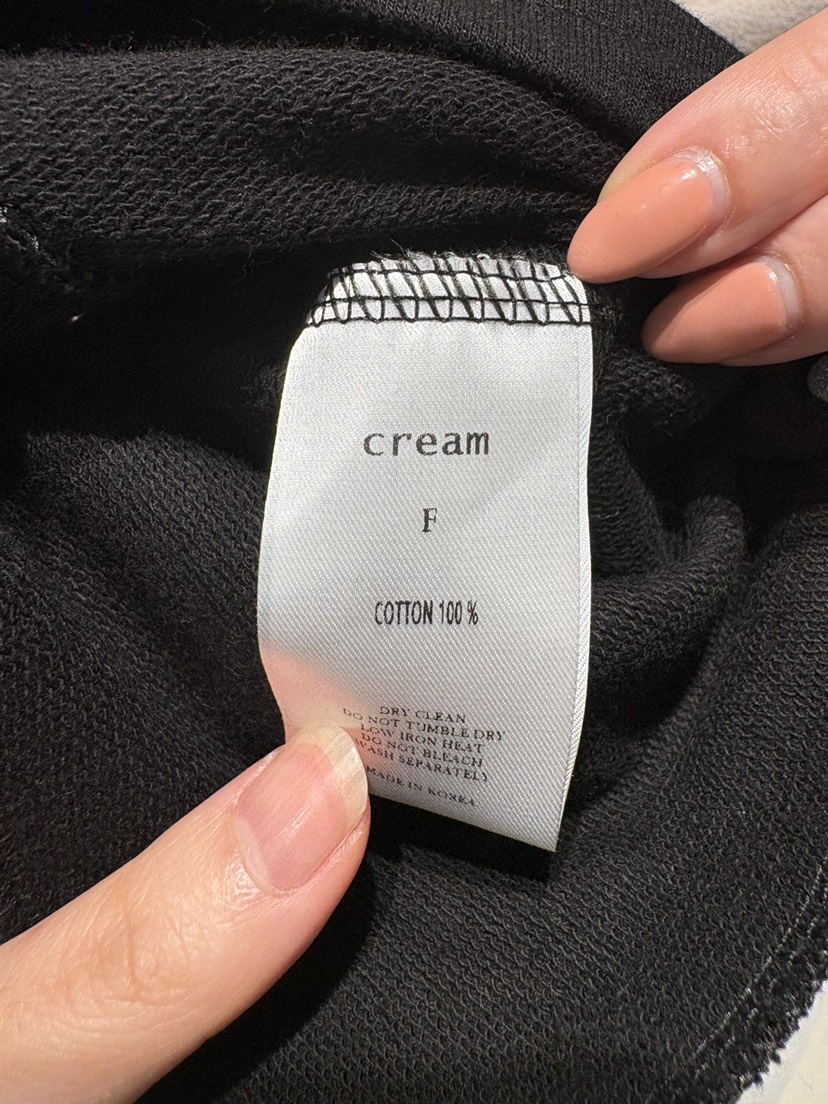 cream
F
COTTON 100 %
DRY CLEAN
DO NOT TUMBLE DRY
LOW IRON HEAT
DO NOT BLEACH
WASH SEPARATELY
MADE IN KOREA